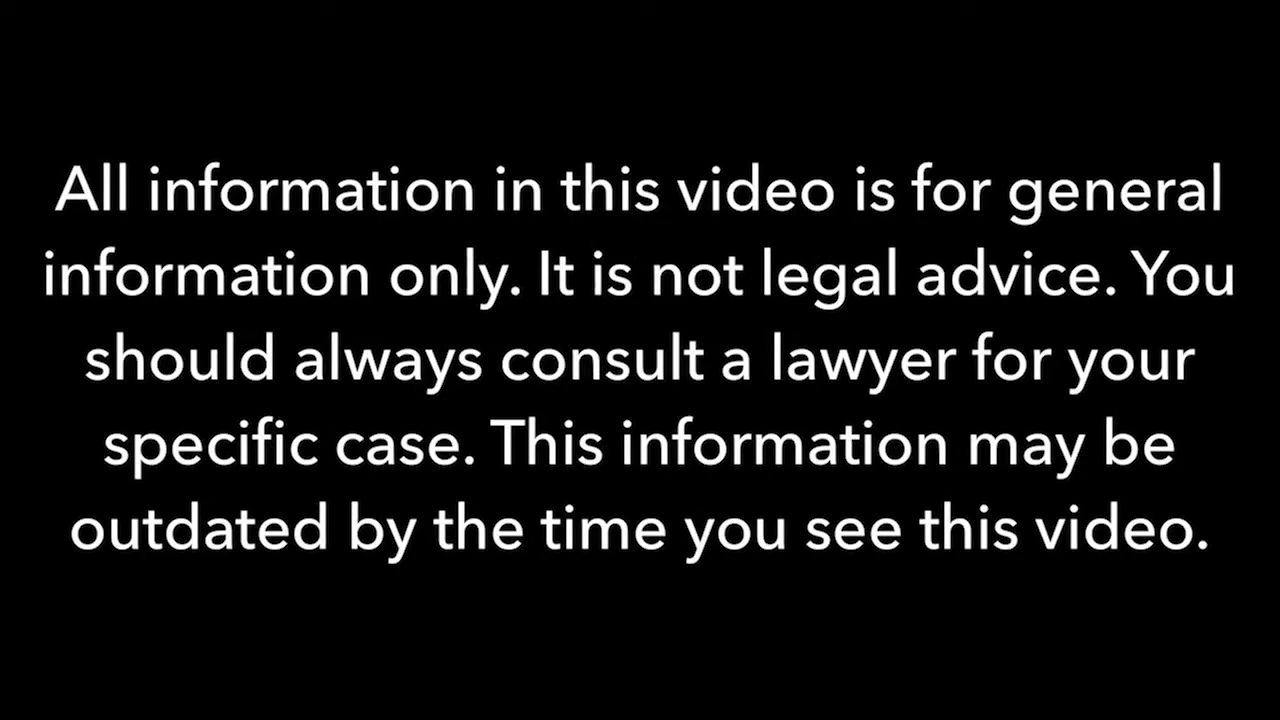 All information in this video is for general
information only. It is not legal advice. You
should always consult a lawyer for your
specific case. This information may be
outdated by the time you see this video.